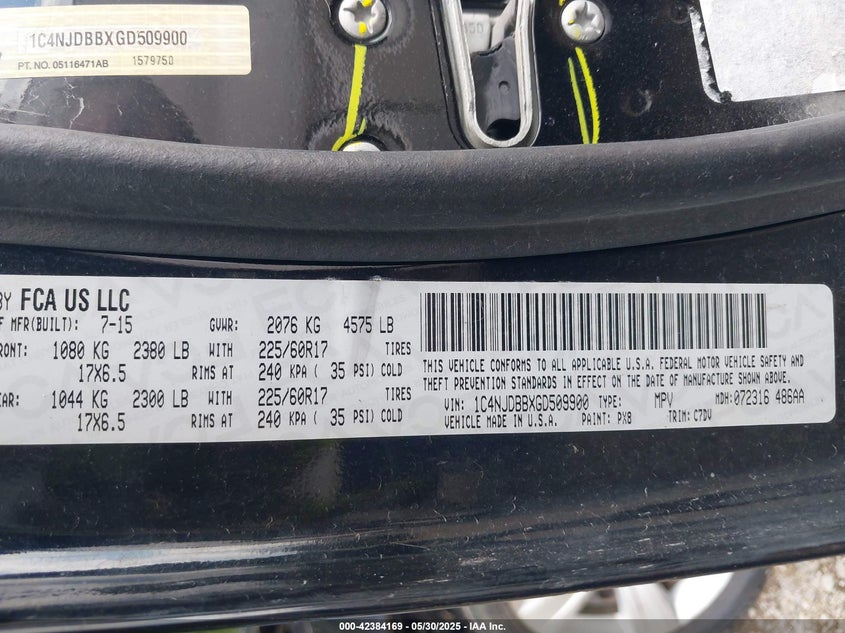 1C4NJDBBXGD509900
PT. NO. 05116471AB 1579750
BY FCA US LLC
F MFR(BUILT): 7-15 GVWR: 2076 KG 4575 LB
RONT: 1080 KG 2380 LB WITH 225/60R17 TIRES
17X6.5 RIMS AT 240 KPA ( 35 PSI) COLD
EAR: 1044 KG 2300 LB WITH 225/60R17 TIRES
17X6.5 RIMS AT 240 KPA ( 35 PSI) COLD
THIS VEHICLE CONFORMS TO ALL APPLICABLE U.S.A. FEDERAL MOTOR VEHICLE SAFETY AND
THEFT PREVENTION STANDARDS IN EFFECT ON THE DATE OF MANUFACTURE SHOWN ABOVE.
VIN: 1C4NJDBBXGD509900 TYPE: MPV MDH: 072316 486AA
VEHICLE MADE IN U.S.A. PAINT: PX8 TRIM: C7DV
000-42384169 - 05/30/2025 - IAA Inc.